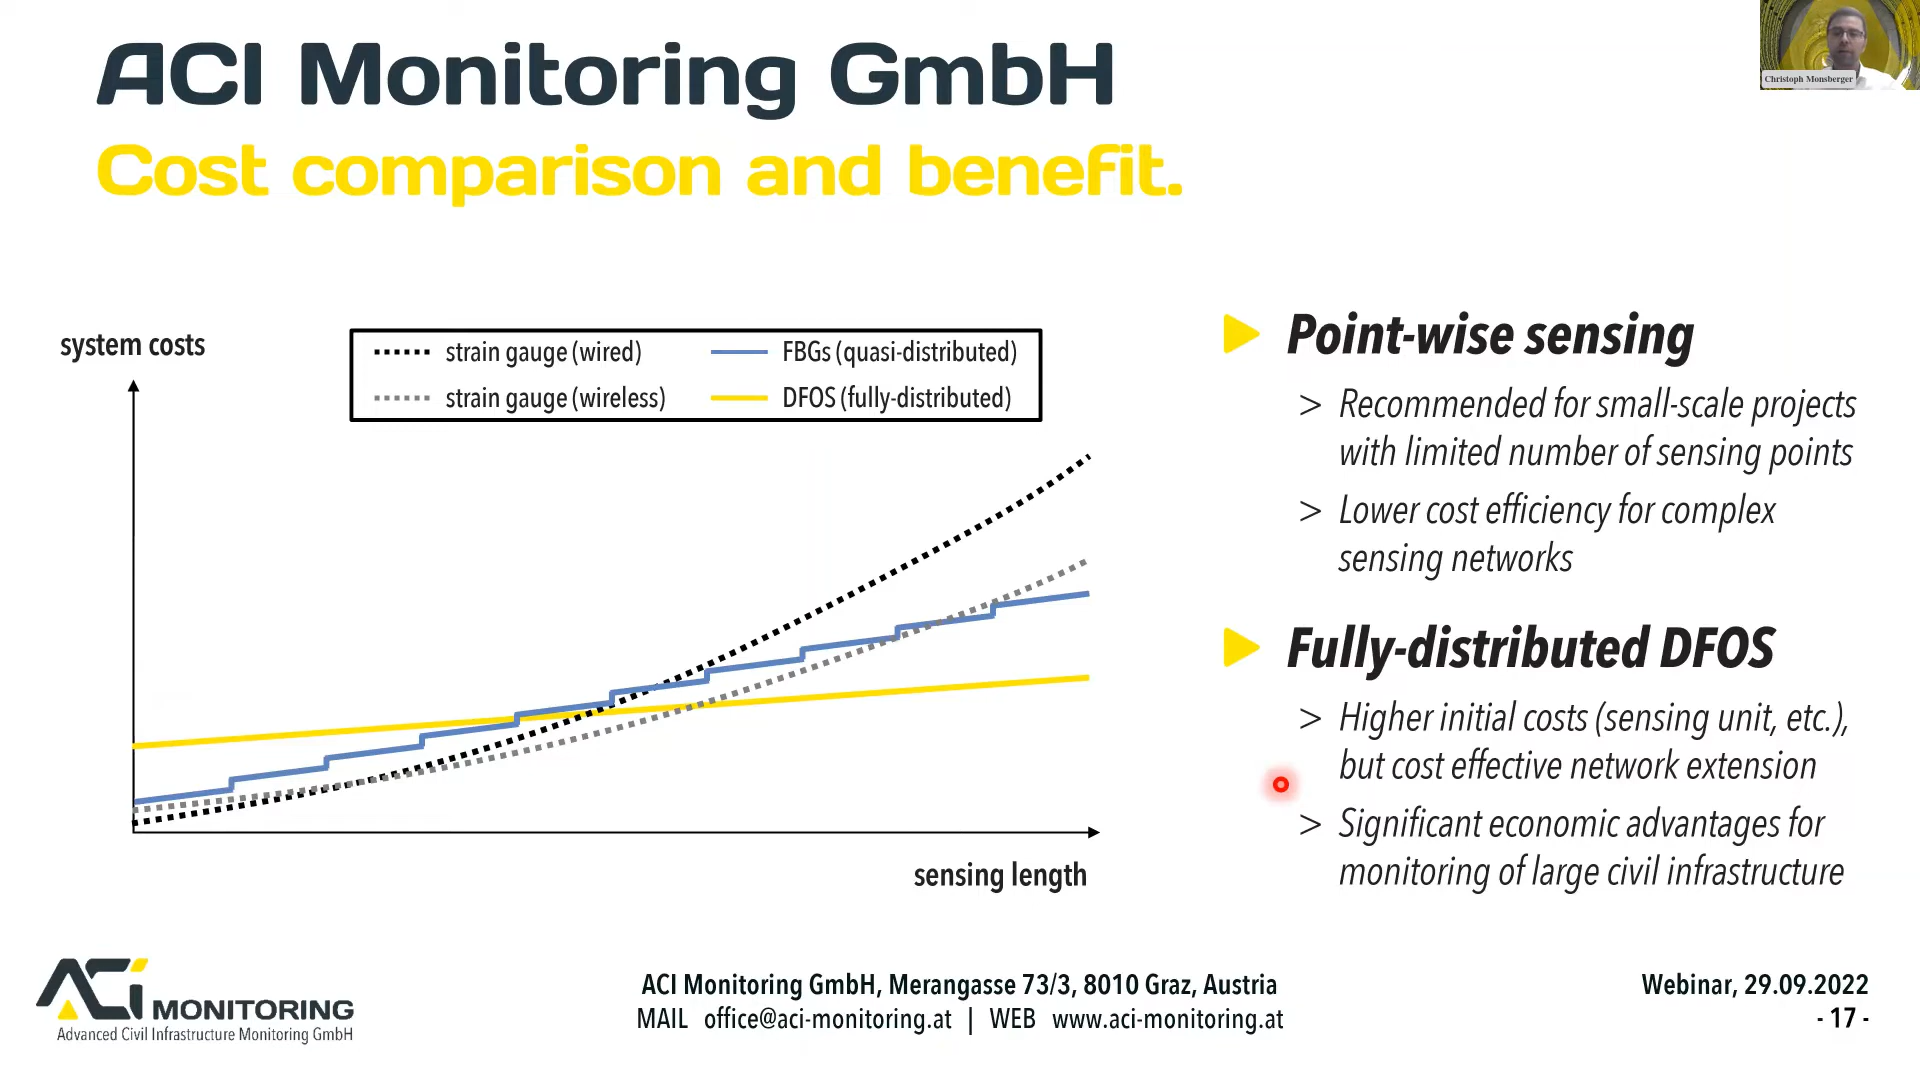 ACI Monitoring GmbH
Cost comparison and benefit.
Christoph Monsberger
system costs
strain gauge (wired)
FBGs (quasi-distributed)
strain gauge (wireless)
DFOS (fully-distributed)
sensing length
Point-wise sensing
> Recommended for small-scale projects
with limited number of sensing points
> Lower cost efficiency for complex
sensing networks
Fully-distributed DFOS
> Higher initial costs (sensing unit, etc.),
but cost effective network extension
> Significant economic advantages for
monitoring of large civil infrastructure
ACI MONITORING
Advanced Civil Infrastructure Monitoring GmbH
ACI Monitoring GmbH, Merangasse 73/3, 8010 Graz, Austria
MAIL office@aci-monitoring.at | WEB www.aci-monitoring.at
Webinar, 29.09.2022
- 17 -